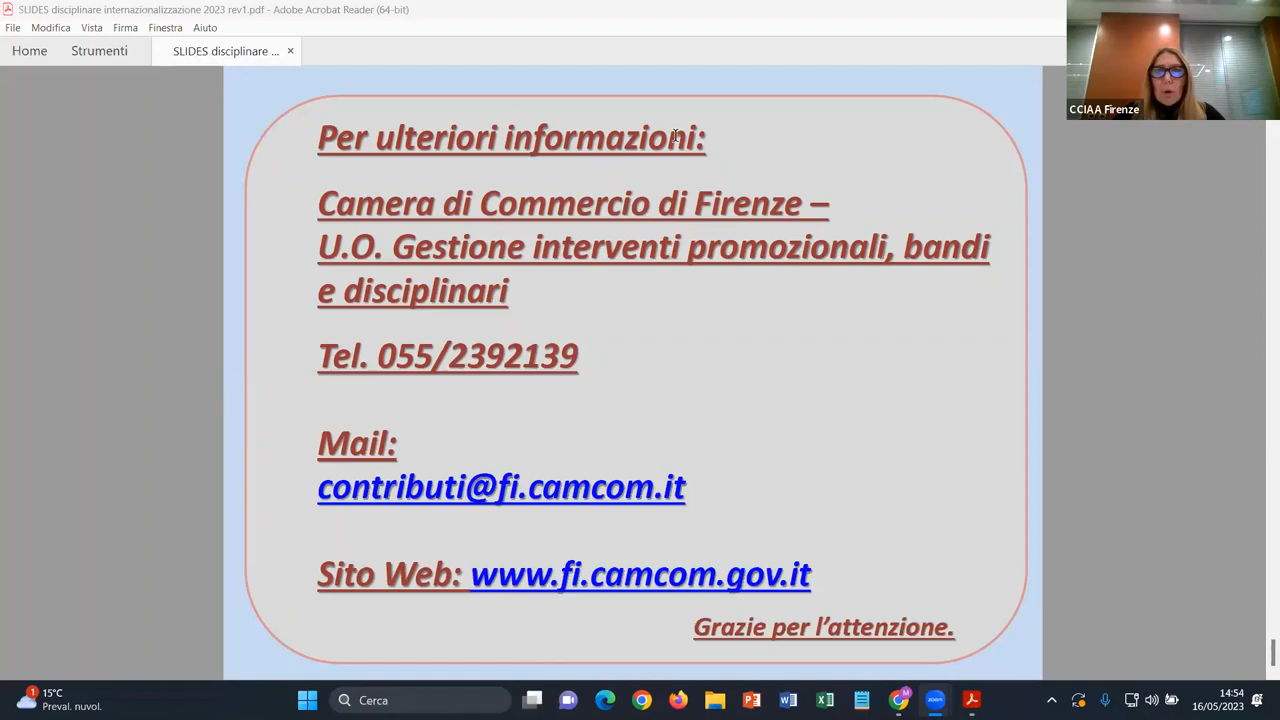 SLIDES disciplinare internazionalizzazione 2023 rev1.pdf - Adobe Acrobat Reader (64-bit)
File Modifica Vista Firma Finestra Aiuto
Home Strumenti SLIDES disciplinare ... ×
CCIAA Firenze
Per ulteriori informazioni:
Camera di Commercio di Firenze –
U.O. Gestione interventi promozionali, bandi
e disciplinari
Tel. 055/2392139
Mail:
contributi@fi.camcom.it
Sito Web: www.fi.camcom.gov.it
Grazie per l’attenzione.
1
15°C
Preval. nuvol.
Cerca
zoom
M
14:54
16/05/2023